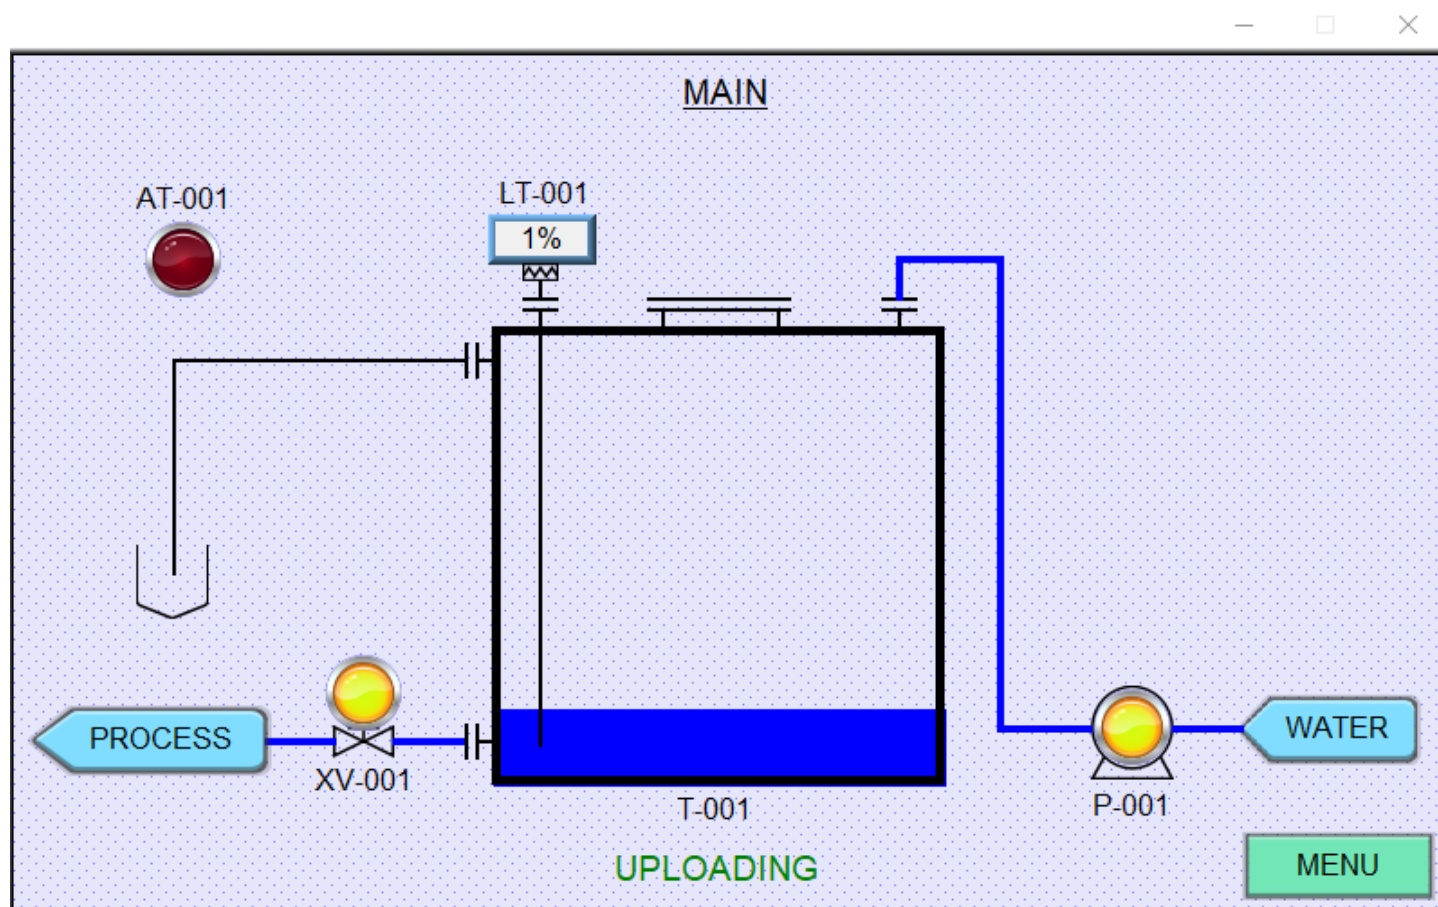 MAIN
AT-001
LT-001
1%
PROCESS
XV-001
T-001
WATER
P-001
UPLOADING
MENU